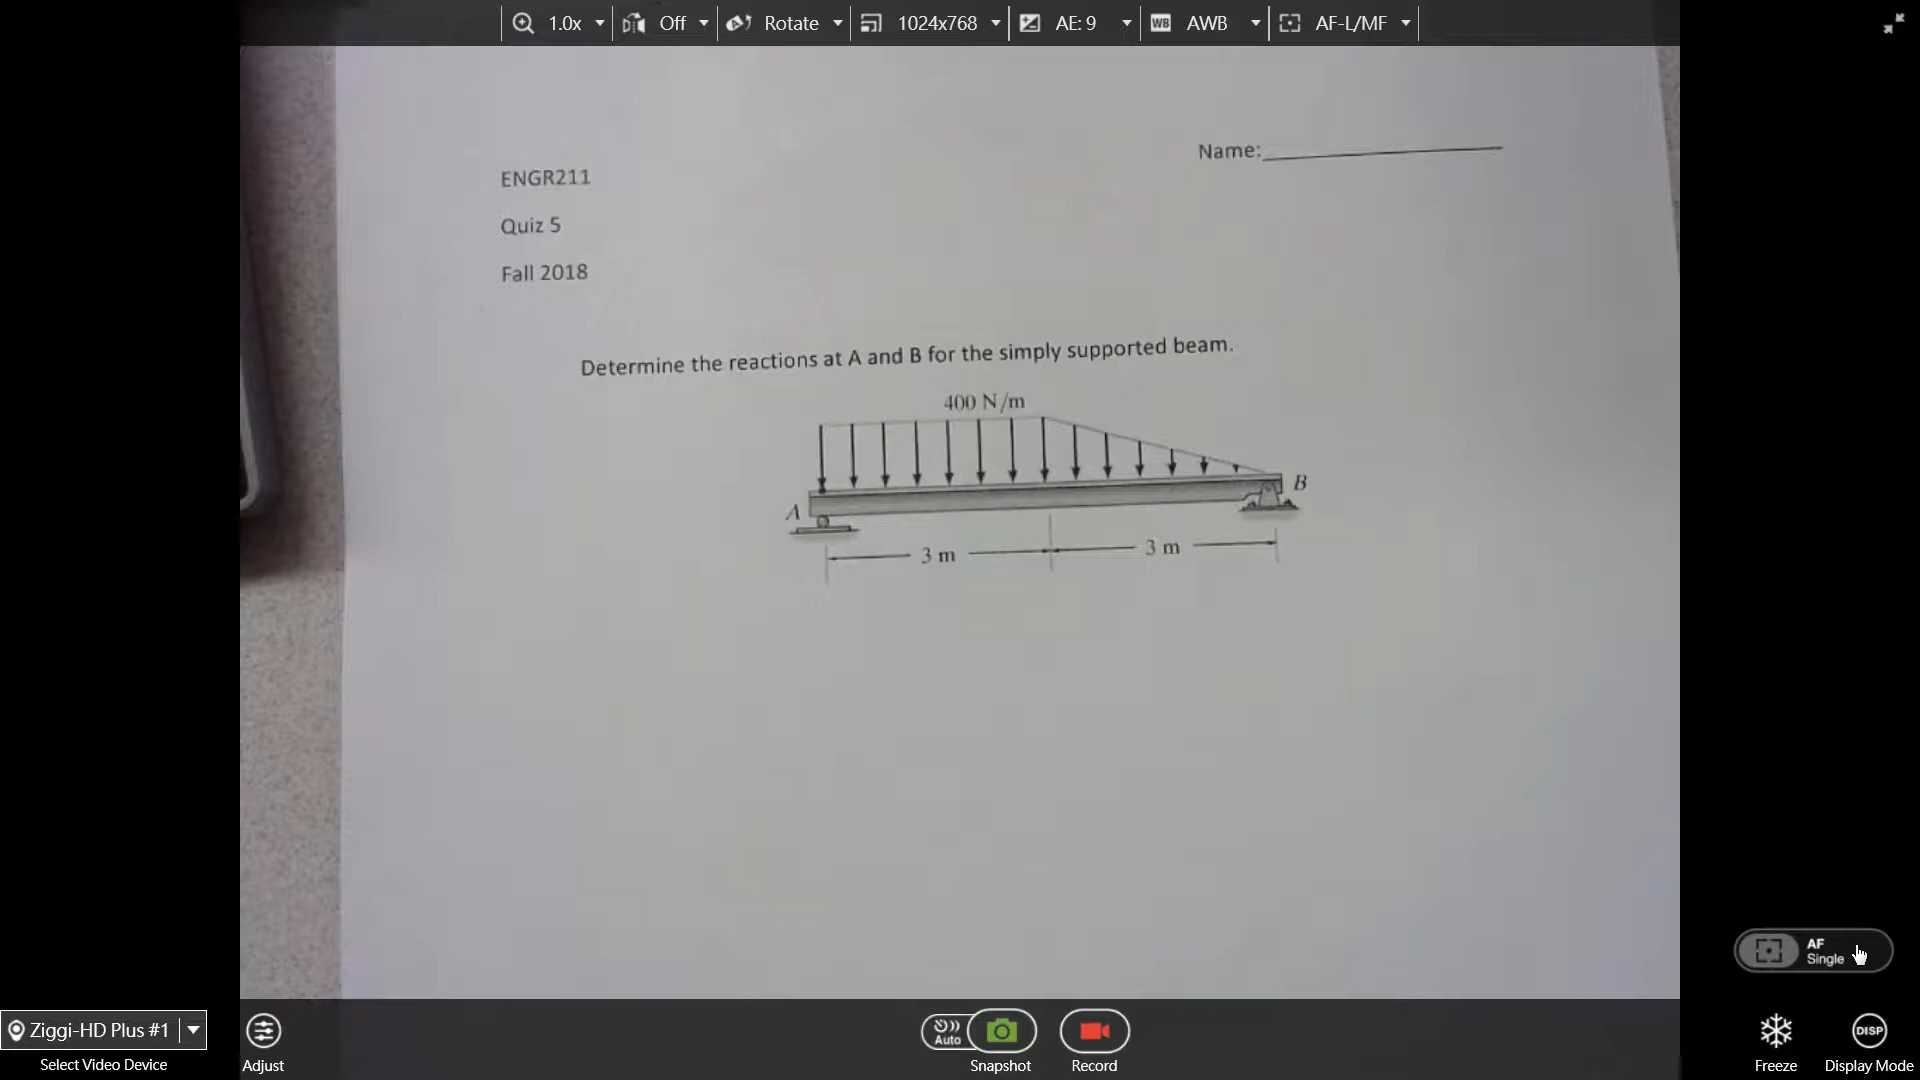 1.0x Off Rotate 1024x768 AE: 9 WB AWB AF-L/MF
Name:
ENGR211
Quiz 5
Fall 2018
Determine the reactions at A and B for the simply supported beam.
400 N/m
B
A
3 m 3 m
AF
Single
Ziggi-HD Plus #1
Auto
DISP
Select Video Device
Adjust
Snapshot
Record
Freeze
Display Mode